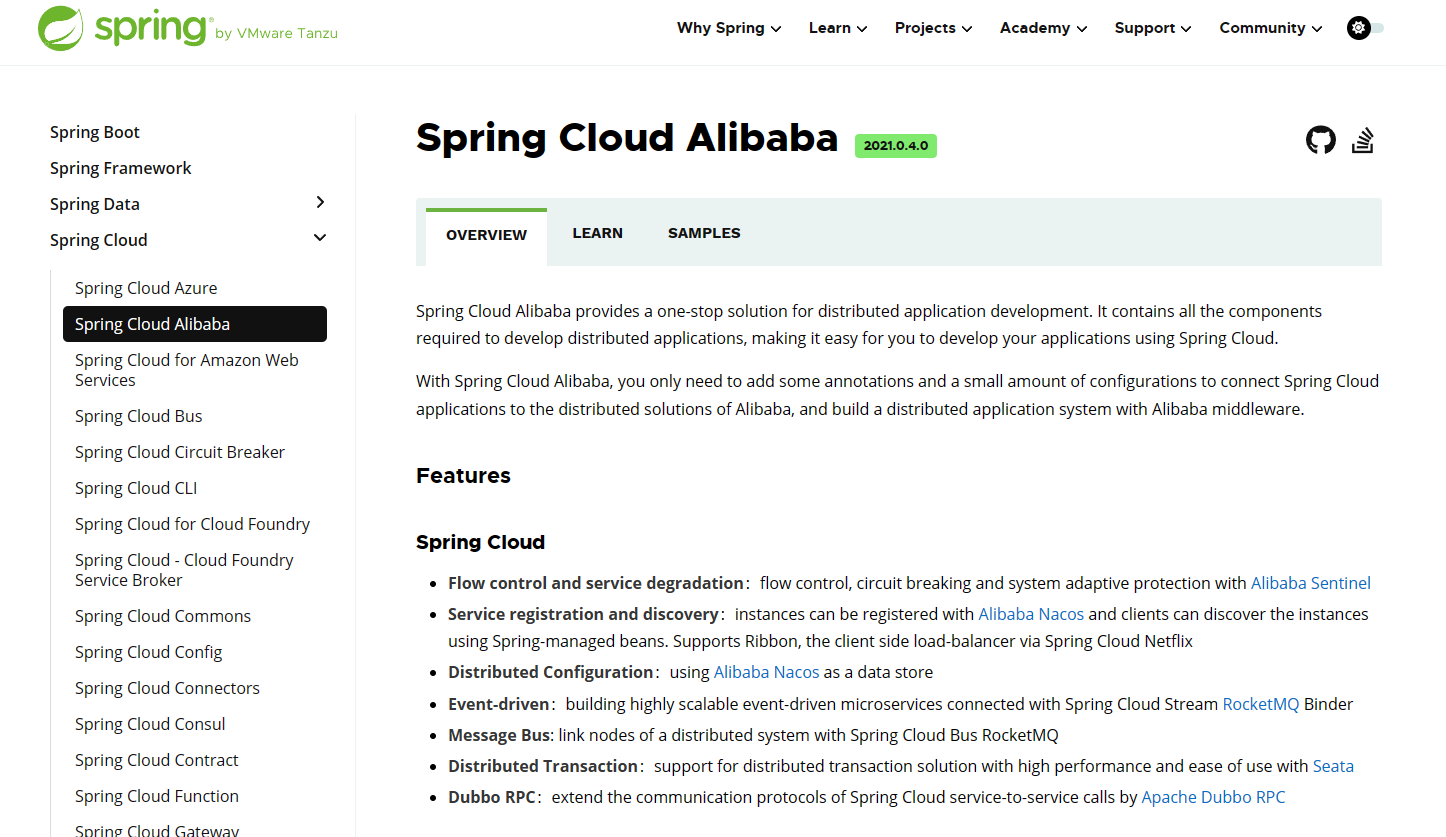 spring by VMware Tanzu
Why Spring
Learn
Projects
Academy
Support
Community
Spring Boot
Spring Framework
Spring Data
Spring Cloud
Spring Cloud Azure
Spring Cloud Alibaba
Spring Cloud for Amazon Web
Services
Spring Cloud Bus
Spring Cloud Circuit Breaker
Spring Cloud CLI
Spring Cloud for Cloud Foundry
Spring Cloud - Cloud Foundry
Service Broker
Spring Cloud Commons
Spring Cloud Config
Spring Cloud Connectors
Spring Cloud Consul
Spring Cloud Contract
Spring Cloud Function
Spring Cloud Gateway
Spring Cloud Alibaba 2021.0.4.0
OVERVIEW
LEARN
SAMPLES
Spring Cloud Alibaba provides a one-stop solution for distributed application development. It contains all the components
required to develop distributed applications, making it easy for you to develop your applications using Spring Cloud.
With Spring Cloud Alibaba, you only need to add some annotations and a small amount of configurations to connect Spring Cloud
applications to the distributed solutions of Alibaba, and build a distributed application system with Alibaba middleware.
Features
Spring Cloud
• Flow control and service degradation：flow control, circuit breaking and system adaptive protection with Alibaba Sentinel
• Service registration and discovery：instances can be registered with Alibaba Nacos and clients can discover the instances
using Spring-managed beans. Supports Ribbon, the client side load-balancer via Spring Cloud Netflix
• Distributed Configuration：using Alibaba Nacos as a data store
• Event-driven：building highly scalable event-driven microservices connected with Spring Cloud Stream RocketMQ Binder
• Message Bus: link nodes of a distributed system with Spring Cloud Bus RocketMQ
• Distributed Transaction：support for distributed transaction solution with high performance and ease of use with Seata
• Dubbo RPC：extend the communication protocols of Spring Cloud service-to-service calls by Apache Dubbo RPC